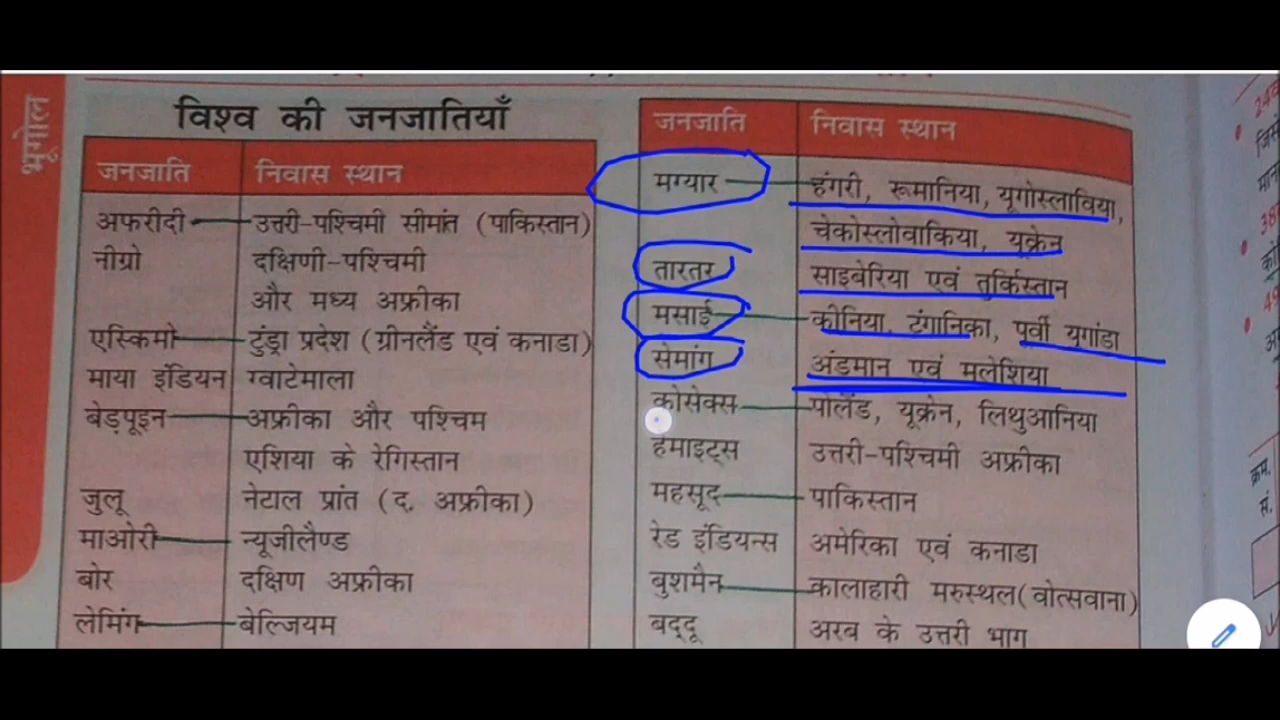 भूगोल
विश्व की जनजातियाँ
जनजाति निवास स्थान
अफरीदी उत्तरी-पश्चिमी सीमांत (पाकिस्तान)
नीग्रो दक्षिणी-पश्चिमी
और मध्य अफ्रीका
एस्किमो टुंड्रा प्रदेश (ग्रीनलैंड एवं कनाडा)
माया इंडियन ग्वाटेमाला
बेड़पूइन अफ्रीका और पश्चिम
एशिया के रेगिस्तान
जुलू नेटाल प्रांत (द. अफ्रीका)
माओरी न्यूजीलैण्ड
बोर दक्षिण अफ्रीका
लेमिंग बेल्जियम
जनजाति निवास स्थान
मग्यार हंगरी, रूमानिया, यूगोस्लाविया,
चेकोस्लोवाकिया, यूक्रेन
तारतर साइबेरिया एवं तुर्किस्तान
मसाई कीनिया, टंगानिका, पूर्वी युगांडा
सेमांग अंडमान एवं मलेशिया
कोसेक्स पोलैंड, यूक्रेन, लिथुआनिया
हेमाइट्स उत्तरी-पश्चिमी अफ्रीका
महसूद पाकिस्तान
रेड इंडियन्स अमेरिका एवं कनाडा
बुशमैन कालाहारी मरुस्थल(वोत्सवाना)
बद्दू अरब के उत्तरी भाग
क्रम.
सं.